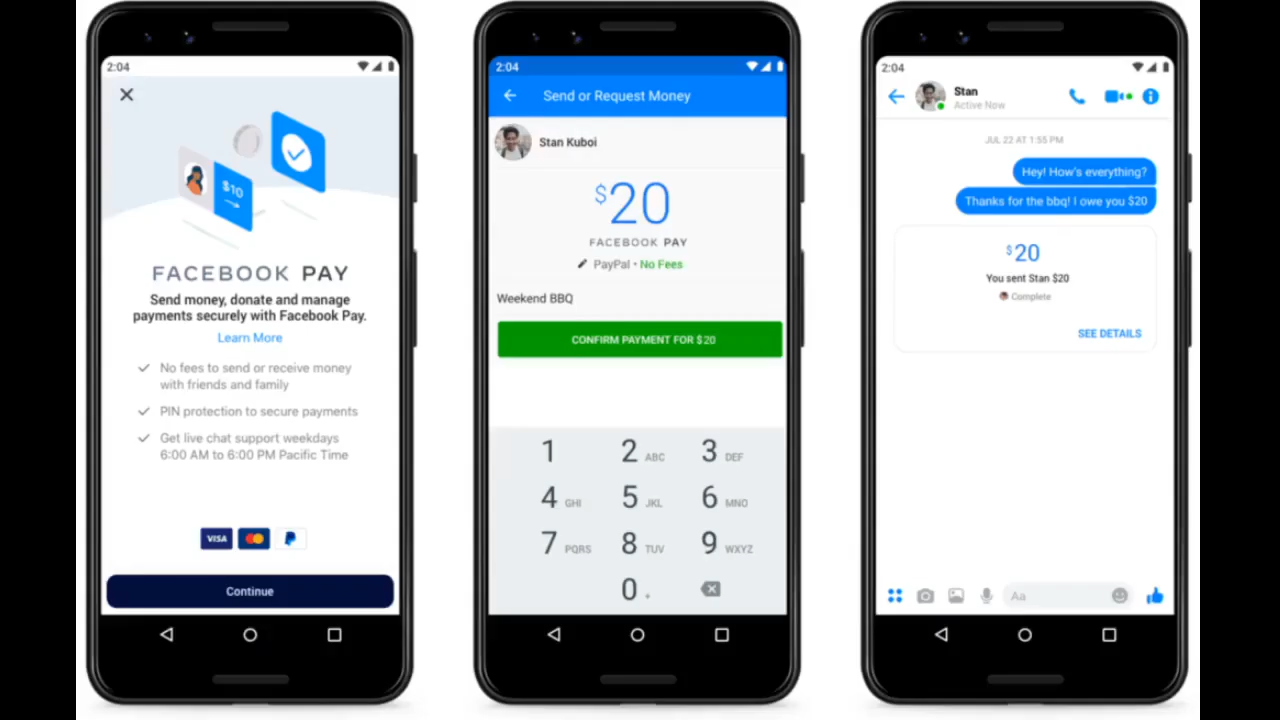 2:04
$10
FACEBOOK PAY
Send money, donate and manage
payments securely with Facebook Pay.
Learn More
No fees to send or receive money
with friends and family
PIN protection to secure payments
Get live chat support weekdays
6:00 AM to 6:00 PM Pacific Time
VISA
Continue
2:04
Send or Request Money
Stan Kuboi
$20
FACEBOOK PAY
PayPal • No Fees
Weekend BBQ
CONFIRM PAYMENT FOR $20
1 2 ABC 3 DEF
4 GHI 5 JKL 6 MNO
7 PQRS 8 TUV 9 WXYZ
0 .
2:04
Stan
Active Now
JUL 22 AT 1:55 PM
Hey! How's everything?
Thanks for the bbq! I owe you $20
$20
You sent Stan $20
Complete
SEE DETAILS
Aa